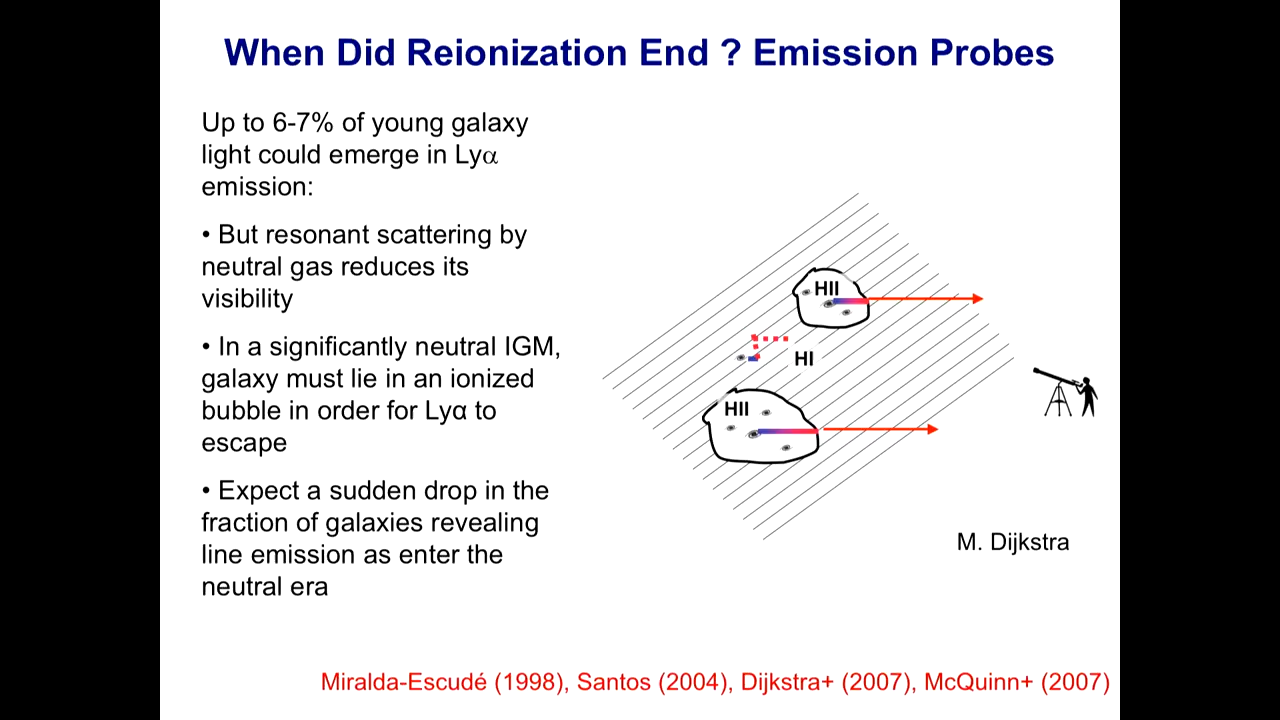 When Did Reionization End ? Emission Probes
Up to 6-7% of young galaxy
light could emerge in Lyα
emission:
• But resonant scattering by
neutral gas reduces its
visibility
• In a significantly neutral IGM,
galaxy must lie in an ionized
bubble in order for Lyα to
escape
• Expect a sudden drop in the
fraction of galaxies revealing
line emission as enter the
neutral era
HII
HI
HII
M. Dijkstra
Miralda-Escudé (1998), Santos (2004), Dijkstra+ (2007), McQuinn+ (2007)